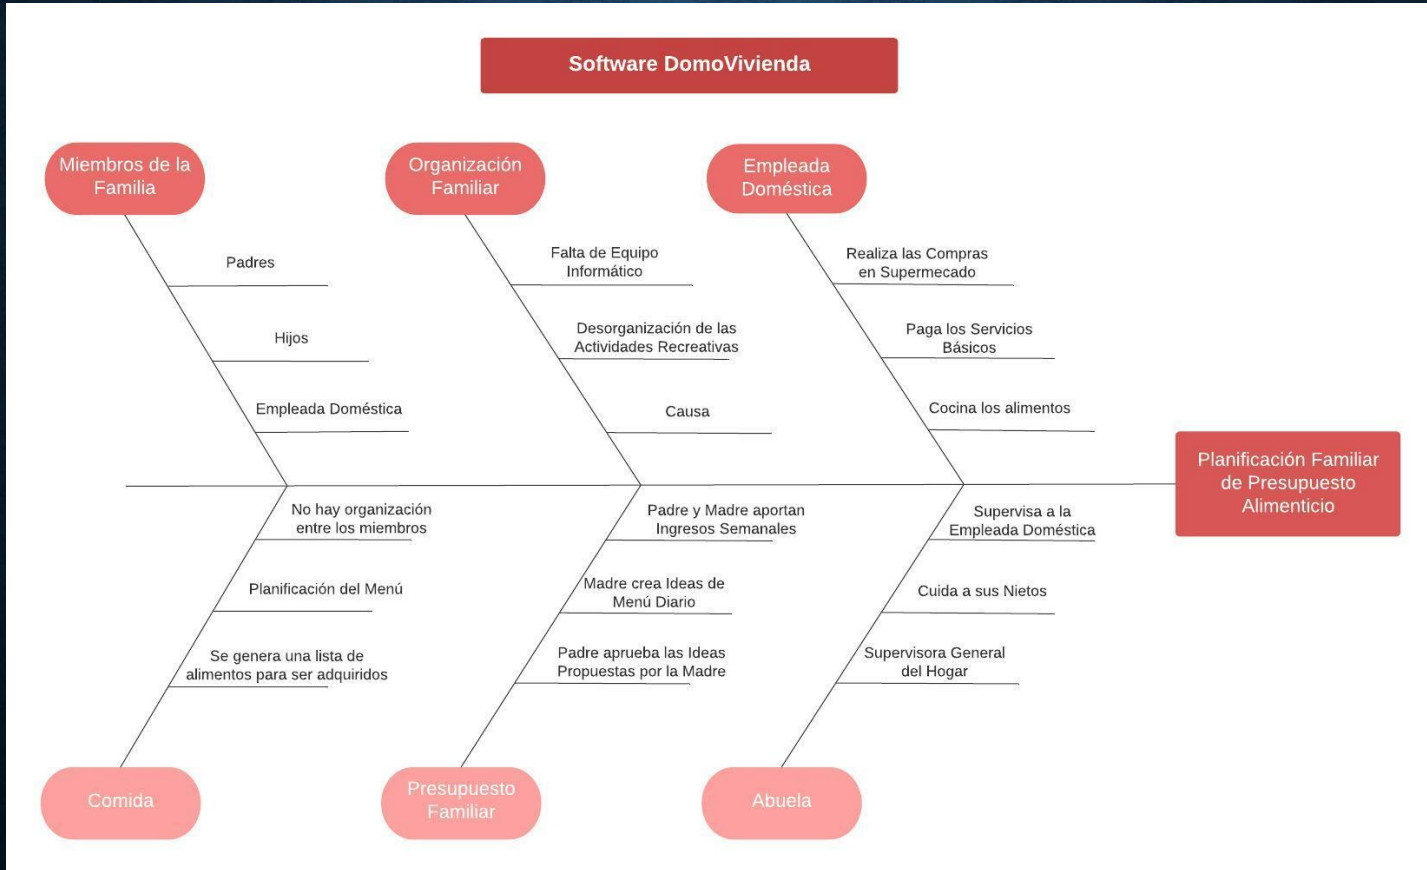 Software DomoVivienda
Miembros de la
Familia
Organización
Familiar
Empleada
Doméstica
Padres
Hijos
Empleada Doméstica
Falta de Equipo
Informático
Desorganización de las
Actividades Recreativas
Causa
Realiza las Compras
en Supermecado
Paga los Servicios
Básicos
Cocina los alimentos
Planificación Familiar
de Presupuesto
Alimenticio
No hay organización
entre los miembros
Planificación del Menú
Se genera una lista de
alimentos para ser adquiridos
Padre y Madre aportan
Ingresos Semanales
Madre crea Ideas de
Menú Diario
Padre aprueba las Ideas
Propuestas por la Madre
Supervisa a la
Empleada Doméstica
Cuida a sus Nietos
Supervisora General
del Hogar
Comida
Presupuesto
Familiar
Abuela